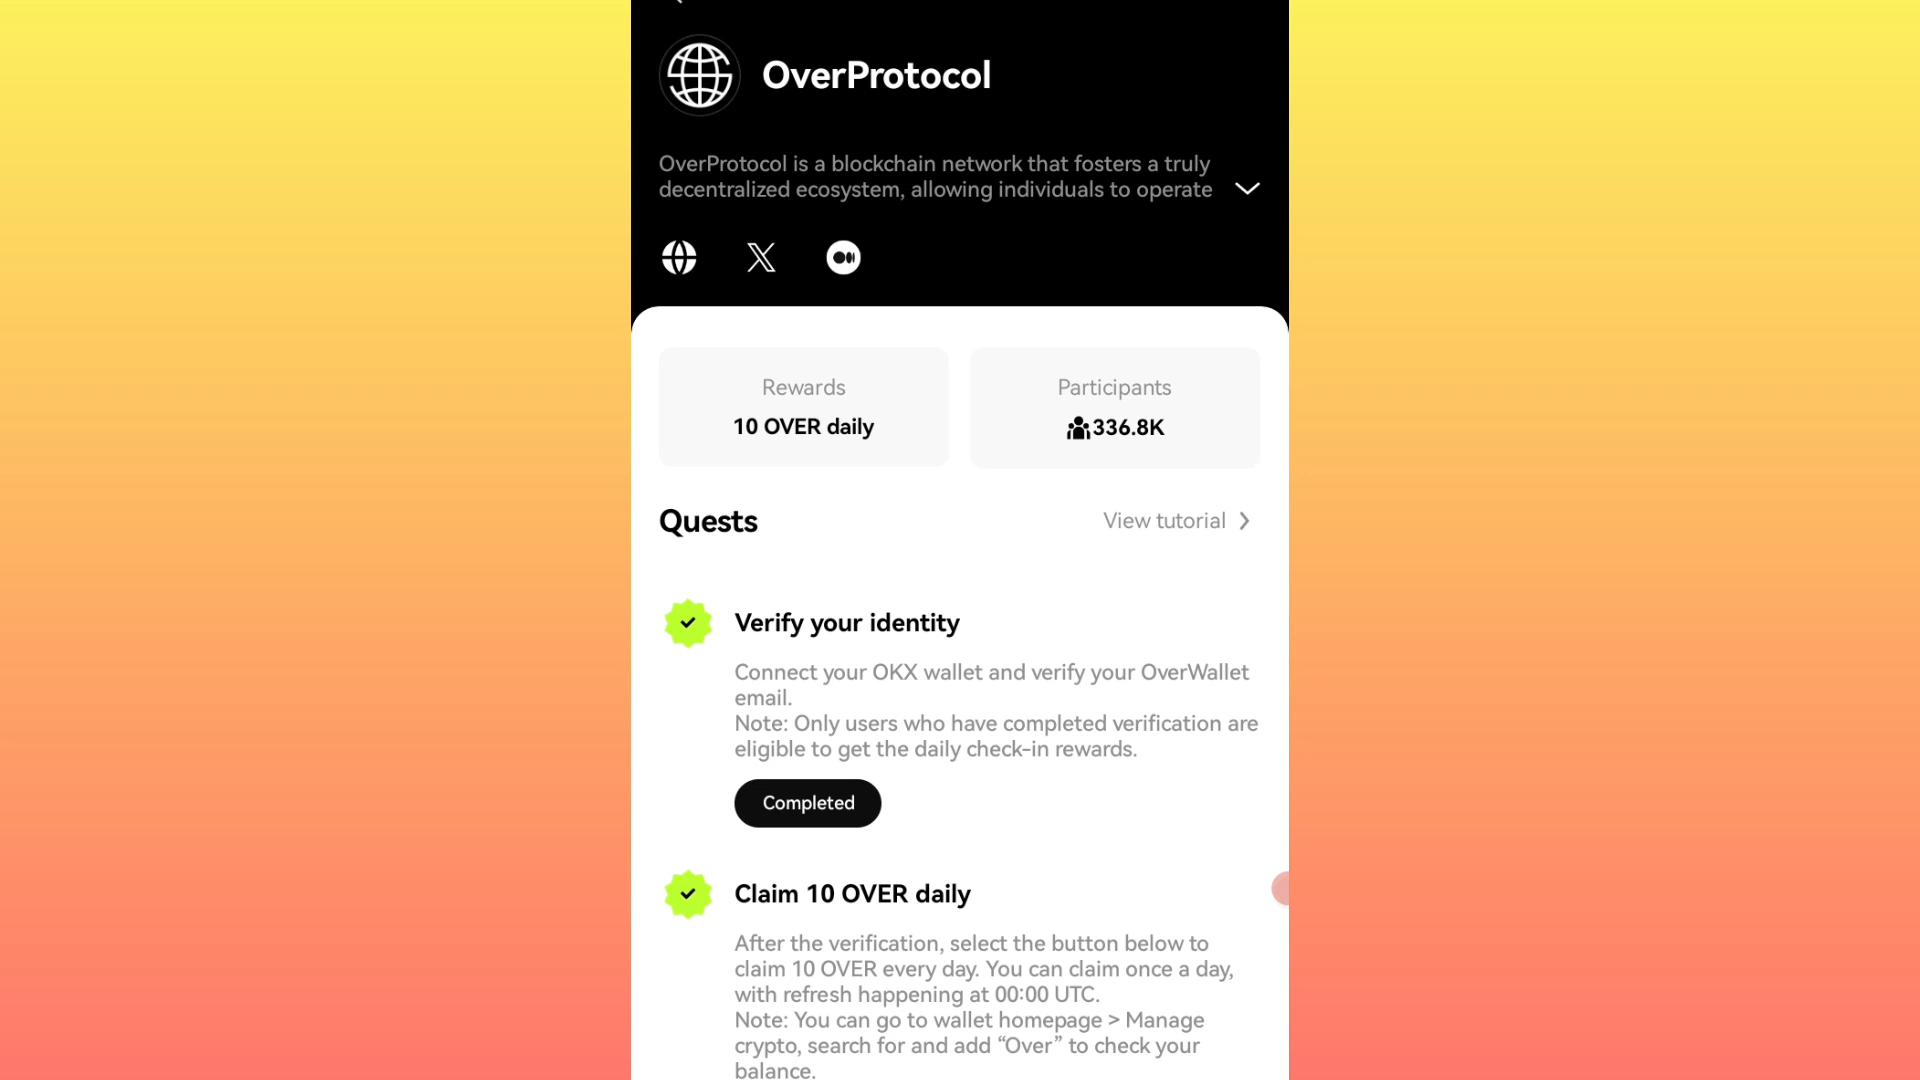 OverProtocol
OverProtocol is a blockchain network that fosters a truly
decentralized ecosystem, allowing individuals to operate
Rewards
10 OVER daily
Participants
336.8K
Quests
View tutorial
Verify your identity
Connect your OKX wallet and verify your OverWallet
email.
Note: Only users who have completed verification are
eligible to get the daily check-in rewards.
Completed
Claim 10 OVER daily
After the verification, select the button below to
claim 10 OVER every day. You can claim once a day,
with refresh happening at 00:00 UTC.
Note: You can go to wallet homepage > Manage
crypto, search for and add “Over” to check your
balance.